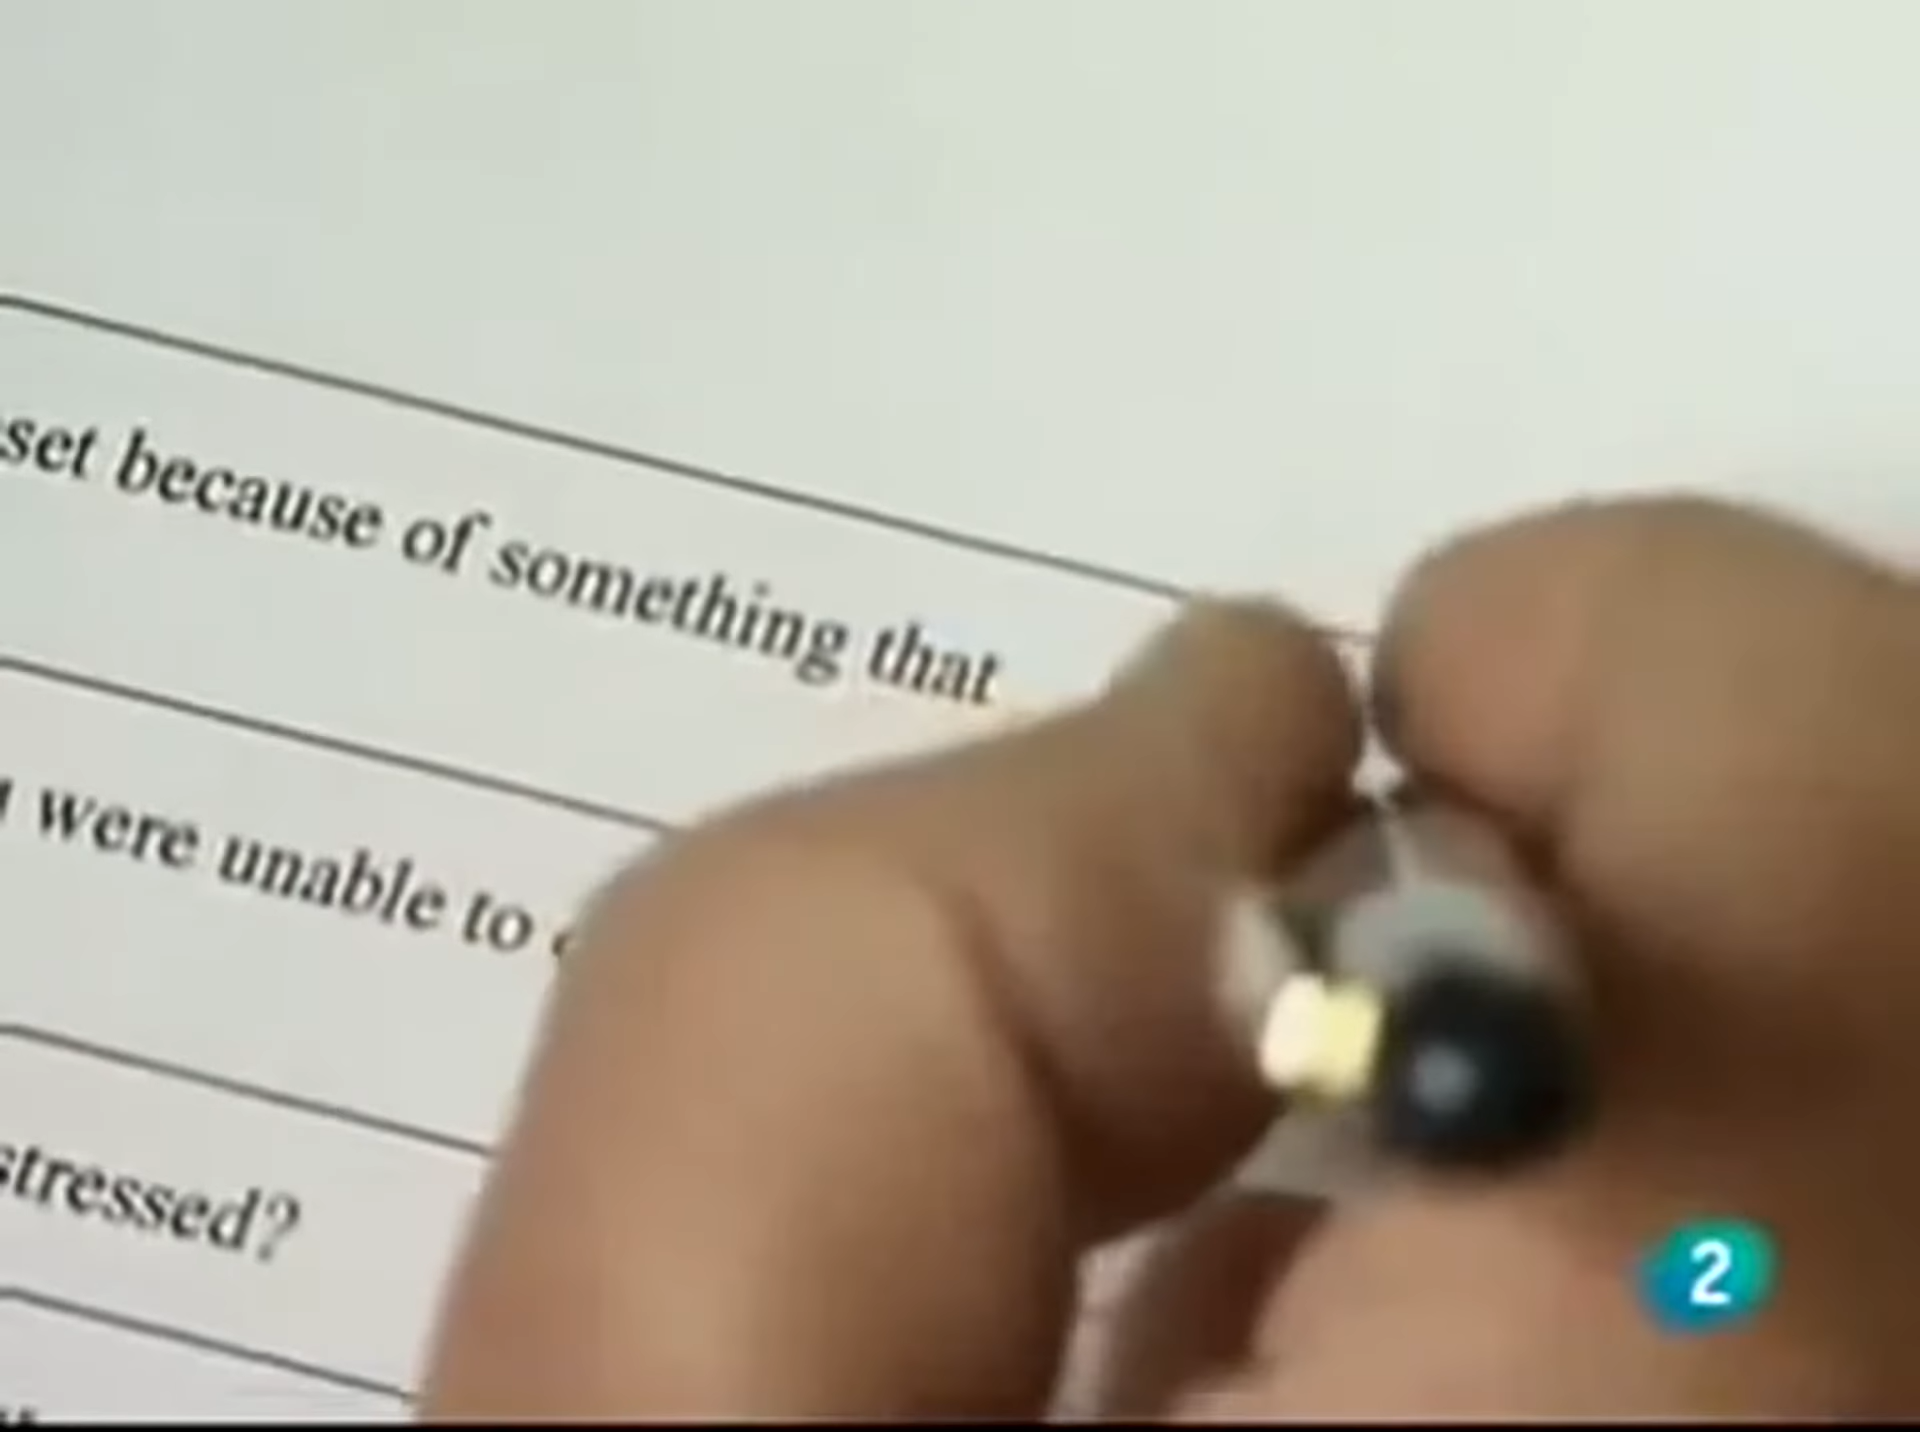 set because of something that
were unable to
stressed?
2